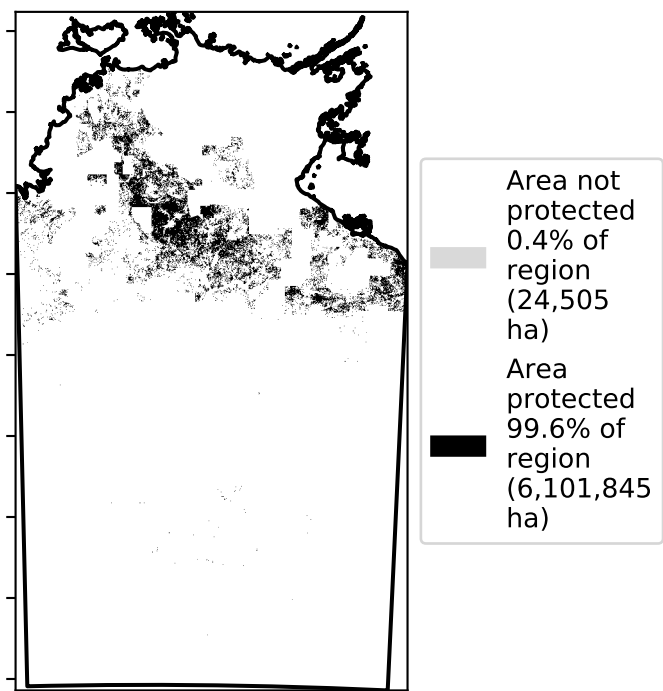 Area not
protected
0.4% of
region
(24,505
ha)
Area
protected
99.6% of
region
(6,101,845
ha)